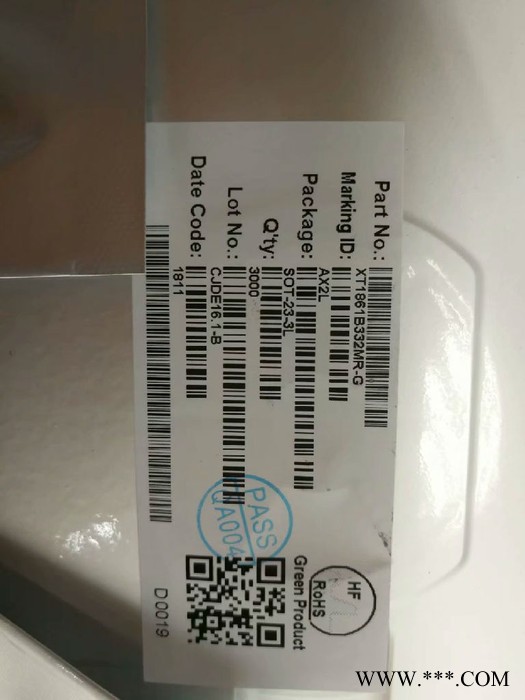 Part No.:
XT1861B332MR-G
Marking ID:
AX2L
Package:
SOT-23-3L
Q'ty:
3000
Lot No.:
CJDE16.1-B
Date Code:
1811
HF
RoHS
Green Product
PASS
QA004
D0019
WWW.***.COM